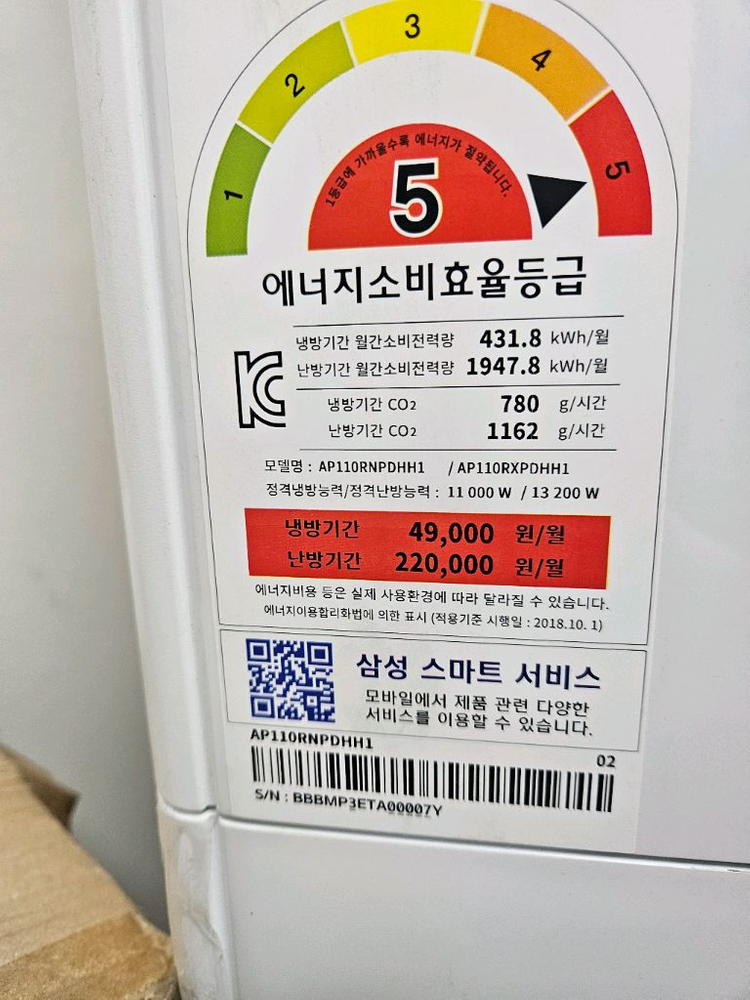 1 2 3 4 5
1등급에 가까울수록 에너지가 절약됩니다.
5
에너지소비효율등급
냉방기간 월간소비전력량 431.8 kWh/월
난방기간 월간소비전력량 1947.8 kWh/월
냉방기간 CO2 780 g/시간
난방기간 CO2 1162 g/시간
모델명 : AP110RNPDHH1 / AP110RXPDHH1
정격냉방능력/정격난방능력 : 11 000 W / 13 200 W
냉방기간 49,000 원/월
난방기간 220,000 원/월
에너지비용 등은 실제 사용환경에 따라 달라질 수 있습니다.
에너지이용합리화법에 의한 표시 (적용기준 시행일 : 2018.10. 1)
삼성 스마트 서비스
모바일에서 제품 관련 다양한
서비스를 이용할 수 있습니다.
AP110RNPDHH1 02
S/N : BBBMP3ETA00007Y